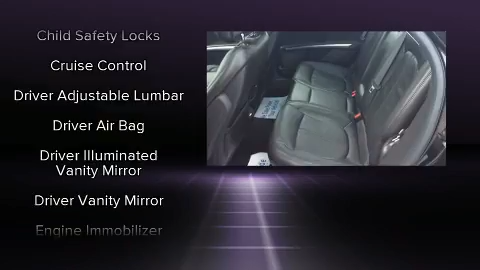 Child Safety Locks
Cruise Control
Driver Adjustable Lumbar
Driver Air Bag
Driver Illuminated
Vanity Mirror
Driver Vanity Mirror
Engine Immobilizer